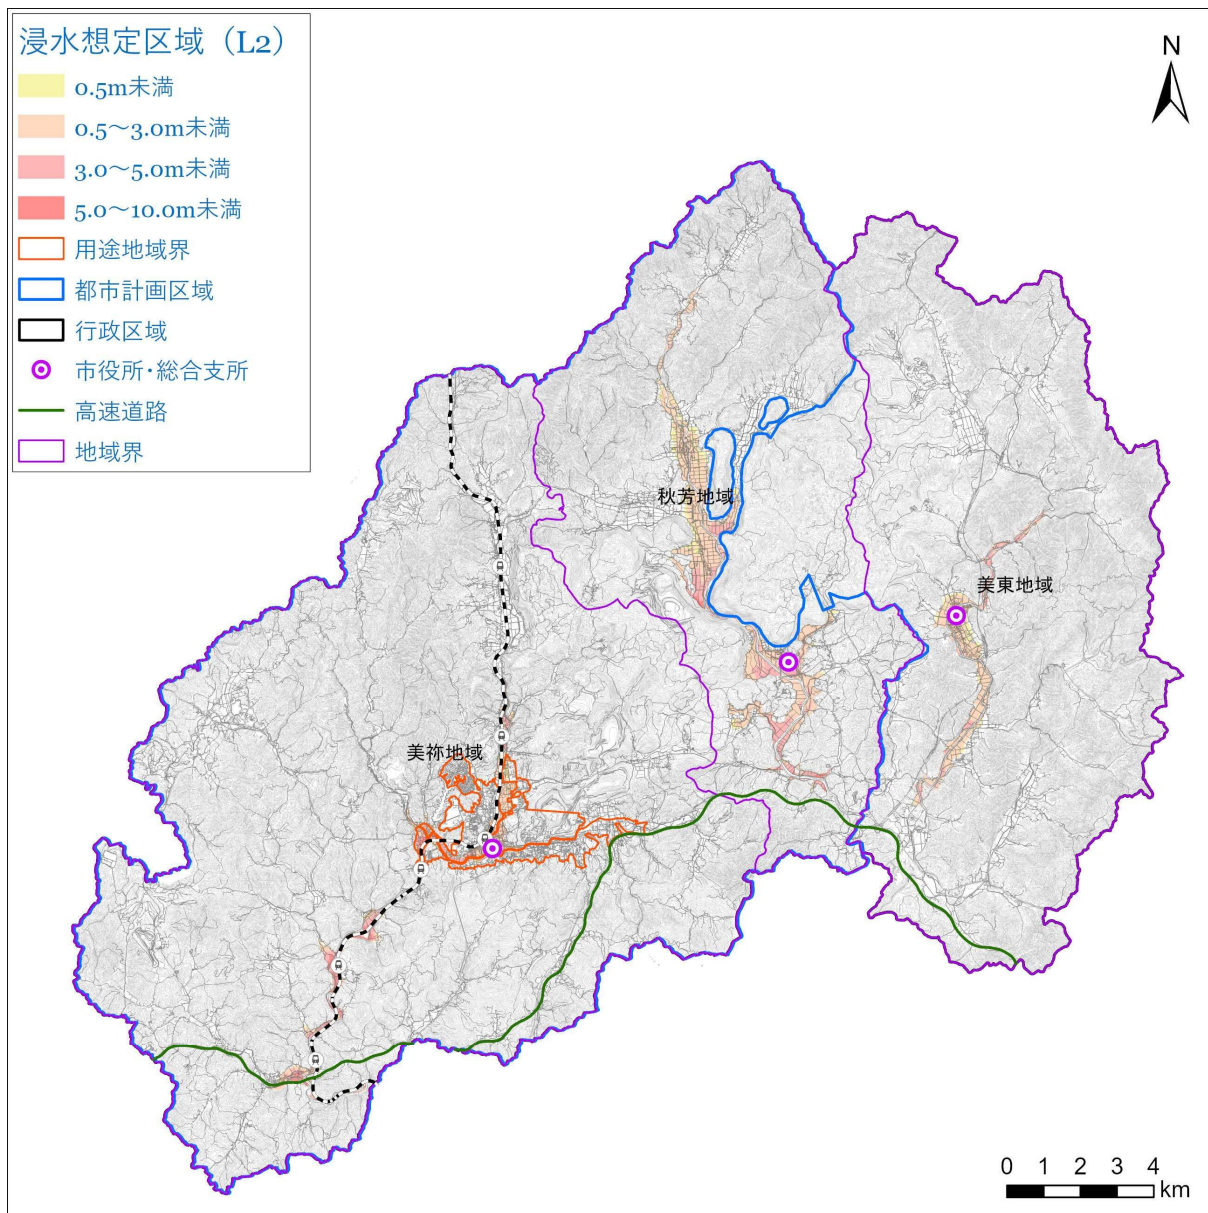 浸水想定区域（L2）
0.5m未満
0.5～3.0m未満
3.0～5.0m未満
5.0～10.0m未満
用途地域界
都市計画区域
行政区域
市役所・総合支所
高速道路
地域界
N
秋芳地域
美東地域
美祢地域
0 1 2 3 4
km